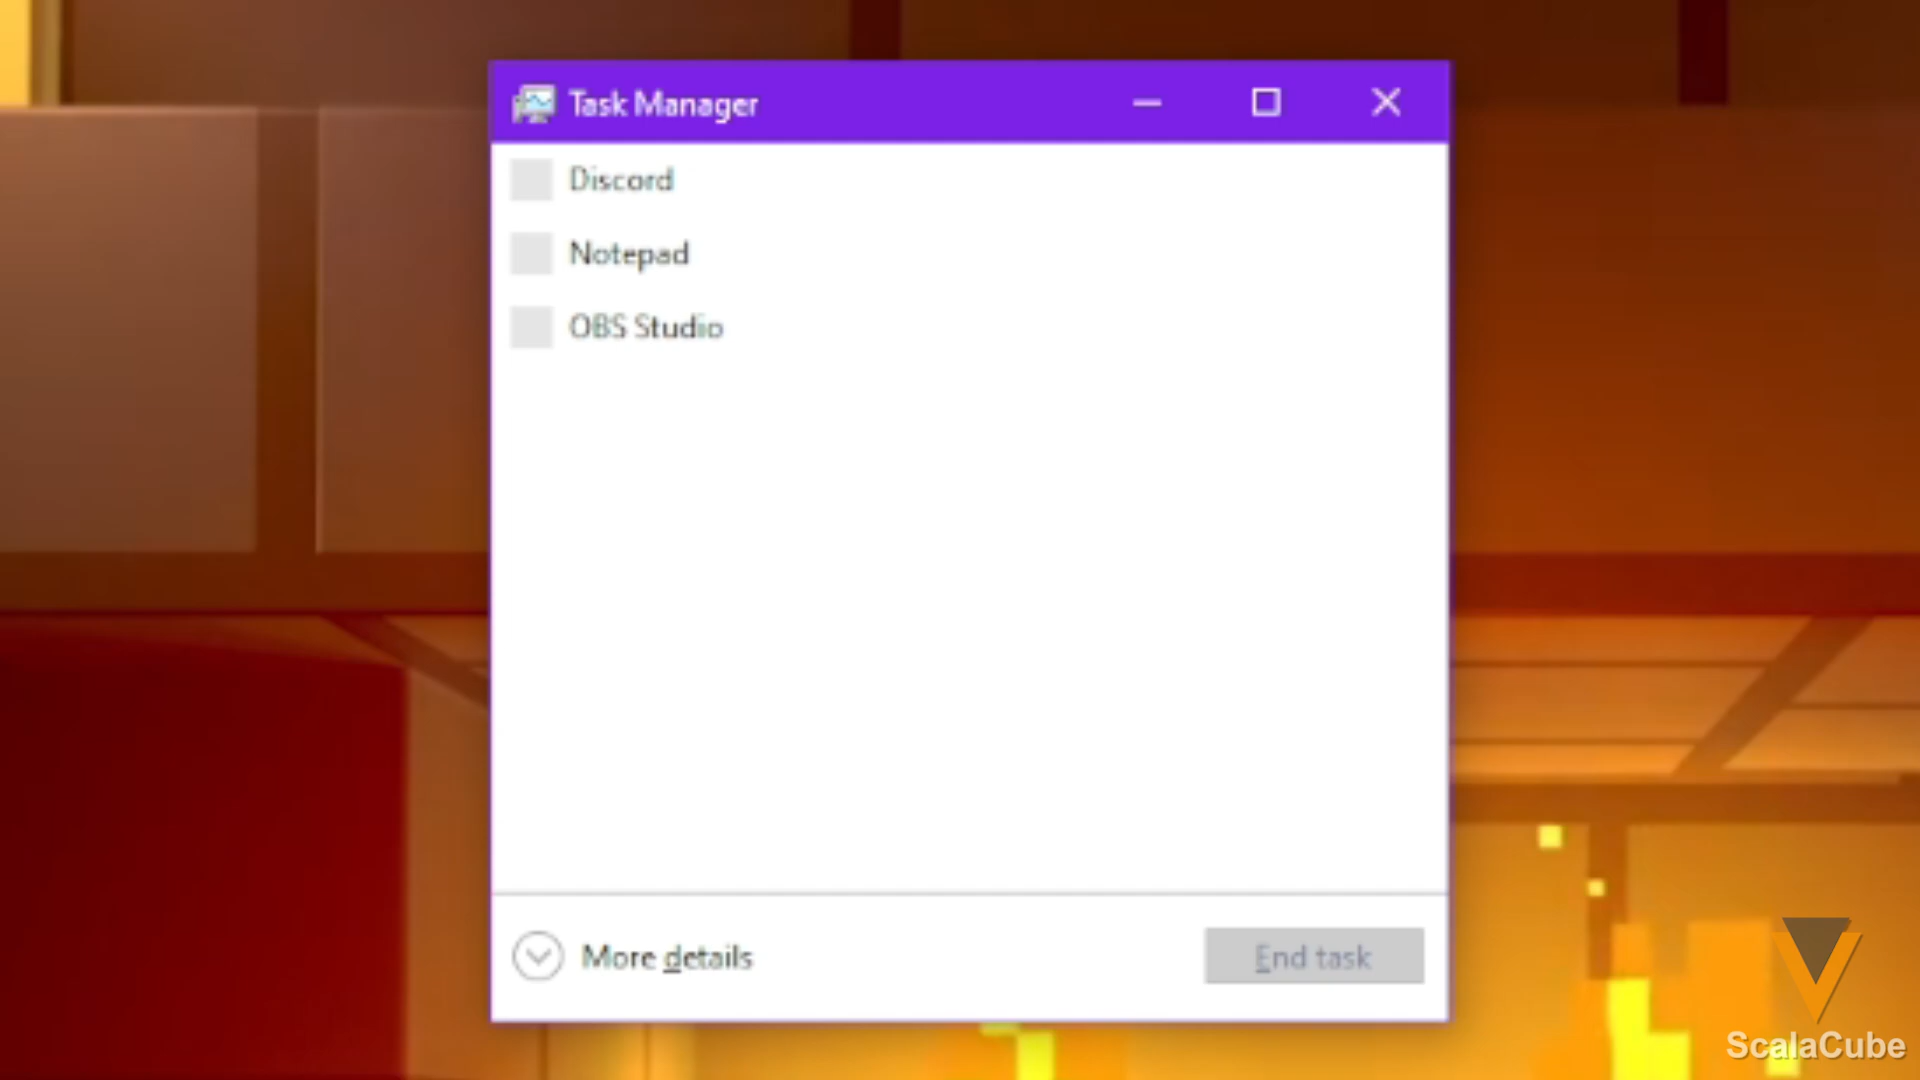 Task Manager
Discord
Notepad
OBS Studio
More details
End task
ScalaCube